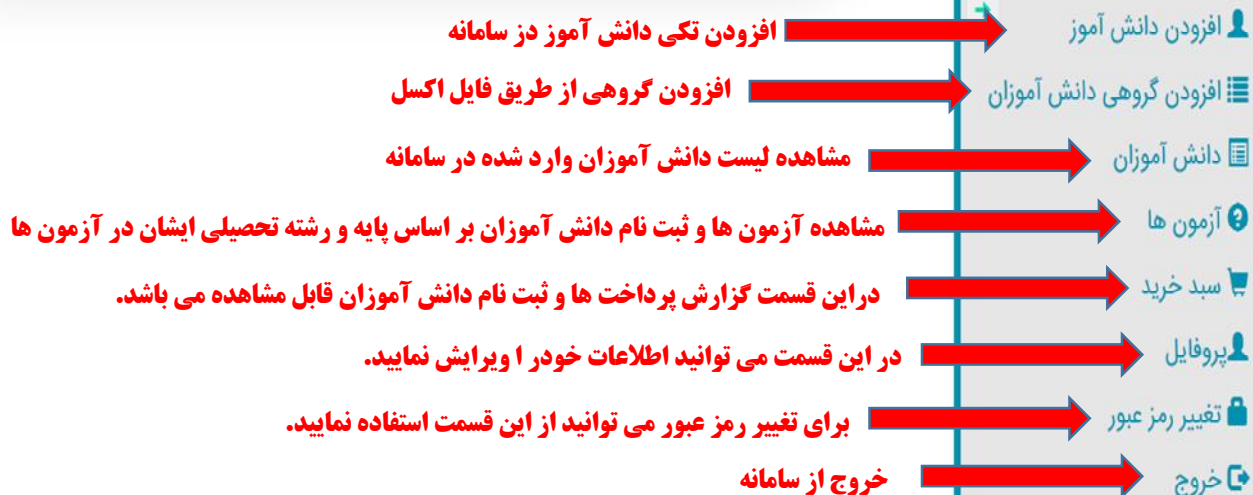 افزودن دانش آموز
افزودن تکی دانش آموز دز سامانه
افزودن گروهی دانش آموزان
افزودن گروهی از طریق فایل اکسل
دانش آموزان
مشاهده لیست دانش آموزان وارد شده در سامانه
آزمون ها
مشاهده آزمون ها و ثبت نام دانش آموزان بر اساس پایه و رشته تحصیلی ایشان در آزمون ها
سبد خرید
دراین قسمت گزارش پرداخت ها و ثبت نام دانش آموزان قابل مشاهده می باشد.
پروفایل
در این قسمت می توانید اطلاعات خودر ا ویرایش نمایید.
تغییر رمز عبور
برای تغییر رمز عبور می توانید از این قسمت استفاده نمایید.
خروج
خروج از سامانه